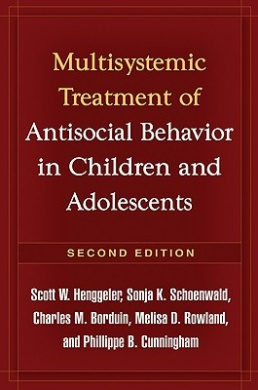 Multisystemic
Treatment of
Antisocial Behavior
in Children and
Adolescents
SECOND EDITION
Scott W. Henggeler, Sonja K. Schoenwald,
Charles M. Borduin, Melisa D. Rowland,
and Phillippe B. Cunningham